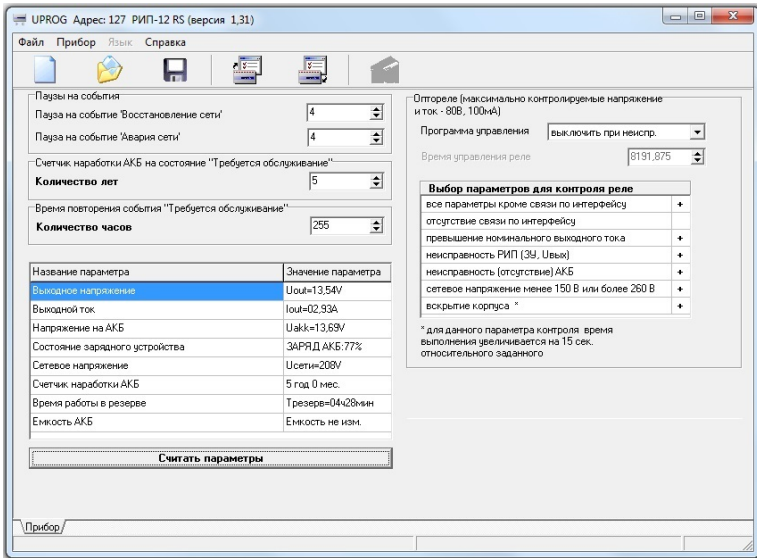 UPROG Адрес: 127 РИП-12 RS (версия 1,31)
Файл Прибор Язык Справка
Паузы на события
Пауза на событие 'Восстановление сети' 4
Пауза на событие 'Авария сети' 4
Счетчик наработки АКБ на состояние "Требуется обслуживание"
Количество лет 5
Время повторения события "Требуется обслуживание"
Количество часов 255
Название параметра Значение параметра
Выходное напряжение Uout=13,54V
Выходной ток Iout=02,93A
Напряжение на АКБ Uakk=13,69V
Состояние зарядного устройства ЗАРЯД АКБ:77%
Сетевое напряжение Uсети=208V
Счетчик наработки АКБ 5 год 0 мес.
Время работы в резерве Tрезерв=04ч28мин
Емкость АКБ Емкость не изм.
Считать параметры
Оптореле (максимально контролируемые напряжение
и ток - 80В, 100мА)
Программа управления выключить при неиспр.
Время управления реле 8191,875
Выбор параметров для контроля реле
все параметры кроме связи по интерфейсу +
отсутствие связи по интерфейсу
превышение номинального выходного тока +
неисправность РИП (ЗУ, Uвых) +
неисправность (отсутствие) АКБ +
сетевое напряжение менее 150 В или более 260 В +
вскрытие корпуса * +
* для данного параметра контроля время
выполнения увеличивается на 15 сек.
относительного заданного
Прибор